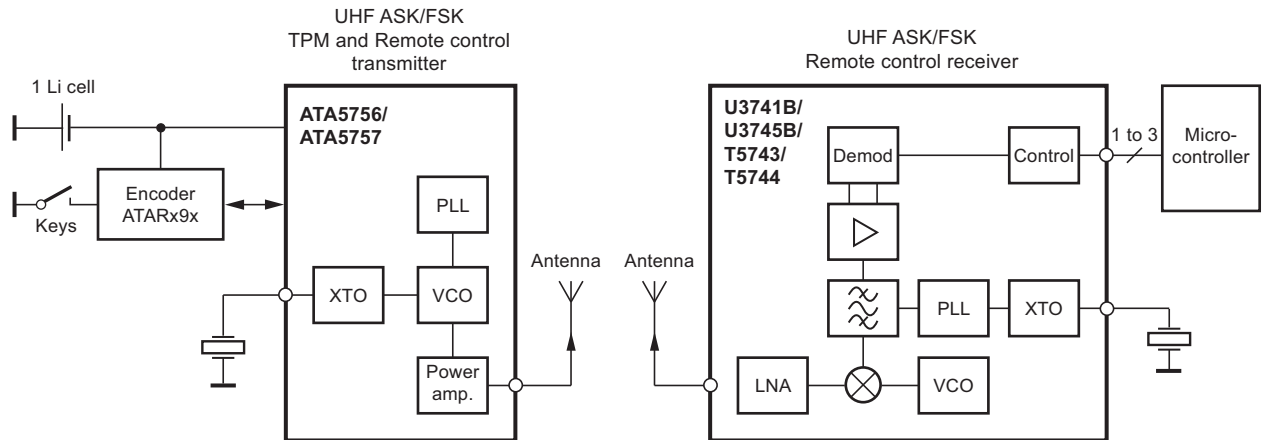 UHF ASK/FSK
TPM and Remote control
transmitter
UHF ASK/FSK
Remote control receiver
1 Li cell
ATA5756/
ATA5757
Encoder
ATARx9x
Keys
PLL
XTO
VCO
Power
amp.
Antenna
Antenna
U3741B/
U3745B/
T5743/
T5744
Demod
Control
1 to 3
Micro-
controller
PLL
XTO
LNA
VCO